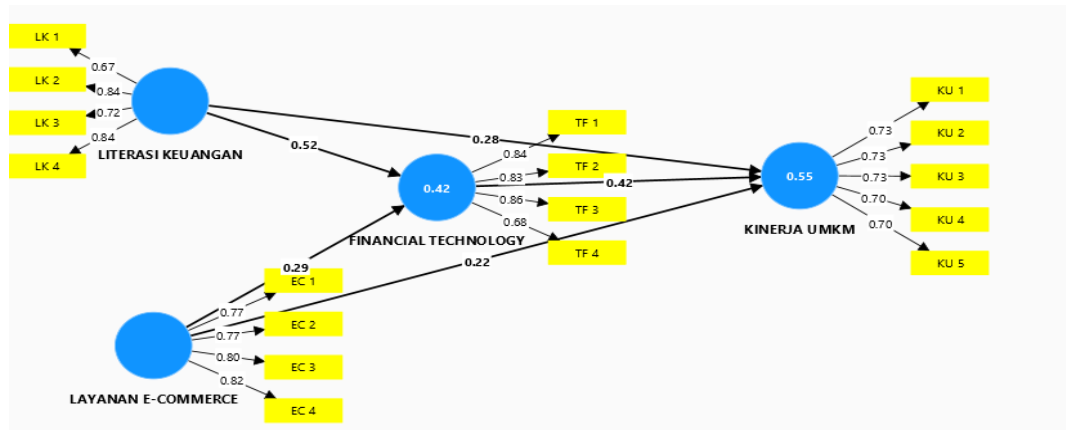 LK 1
LK 2
LK 3
LK 4
0.67
0.84
0.72
0.84
LITERASI KEUANGAN
0.52
0.28
TF 1
TF 2
TF 3
TF 4
0.84
0.83
0.86
0.68
0.42
FINANCIAL TECHNOLOGY
0.42
0.29
0.22
EC 1
EC 2
EC 3
EC 4
0.77
0.77
0.80
0.82
LAYANAN E-COMMERCE
0.55
KINERJA UMKM
0.73
0.73
0.73
0.70
0.70
KU 1
KU 2
KU 3
KU 4
KU 5